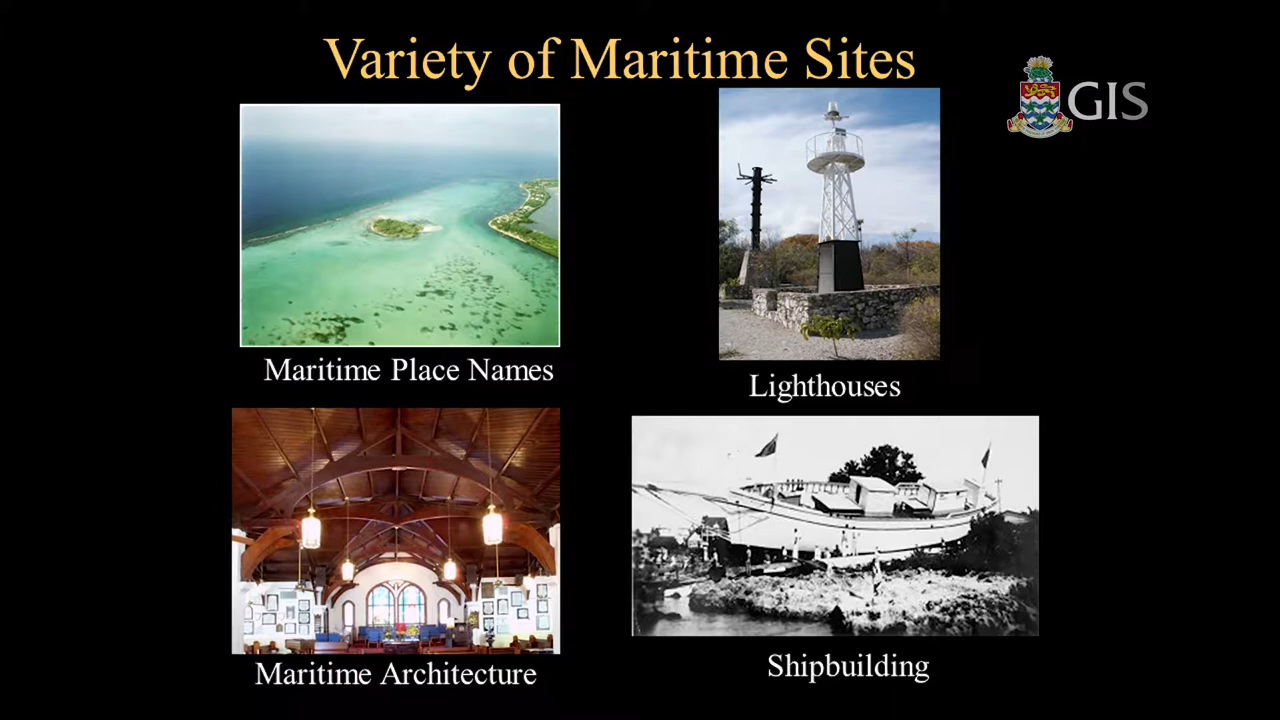 Variety of Maritime Sites
GIS
Maritime Place Names
Lighthouses
Maritime Architecture
Shipbuilding